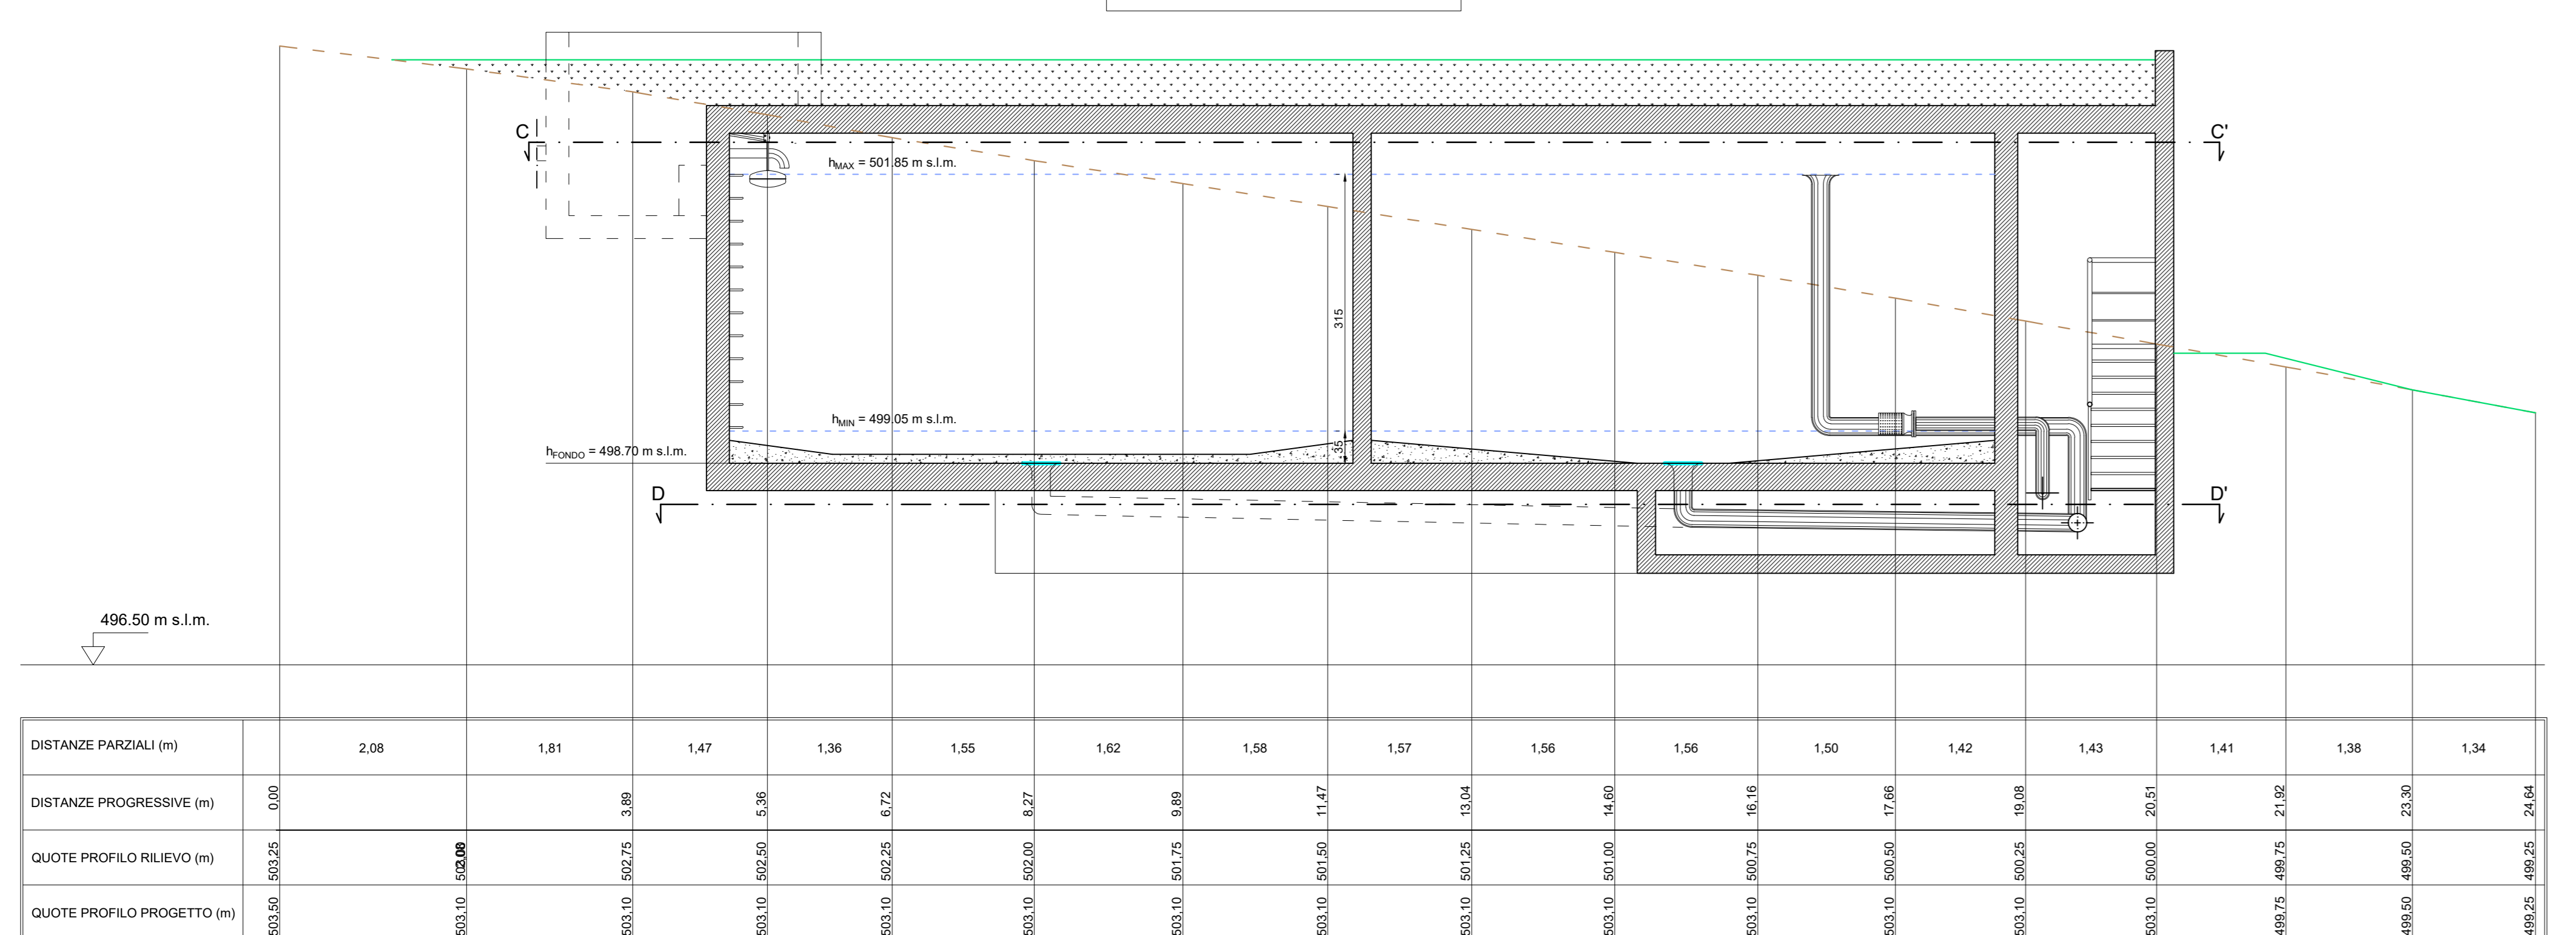 C
C'
hMAX = 501.85 m s.l.m.
315
hMIN = 499.05 m s.l.m.
35
hFONDO = 498.70 m s.l.m.
D
D'
496.50 m s.l.m.
DISTANZE PARZIALI (m) 2,08 1,81 1,47 1,36 1,55 1,62 1,58 1,57 1,56 1,56 1,50 1,42 1,43 1,41 1,38 1,34
DISTANZE PROGRESSIVE (m) 0,00 3,89 5,36 6,72 8,27 9,89 11,47 13,04 14,60 16,16 17,66 19,08 20,51 21,92 23,30 24,64
QUOTE PROFILO RILIEVO (m) 503,25 502,75 502,50 502,25 502,00 501,75 501,50 501,25 501,00 500,75 500,50 500,25 500,00 499,75 499,50 499,25
QUOTE PROFILO PROGETTO (m) 503,50 503,10 503,10 503,10 503,10 503,10 503,10 503,10 503,10 503,10 503,10 503,10 503,10 503,10 499,75 499,50 499,25